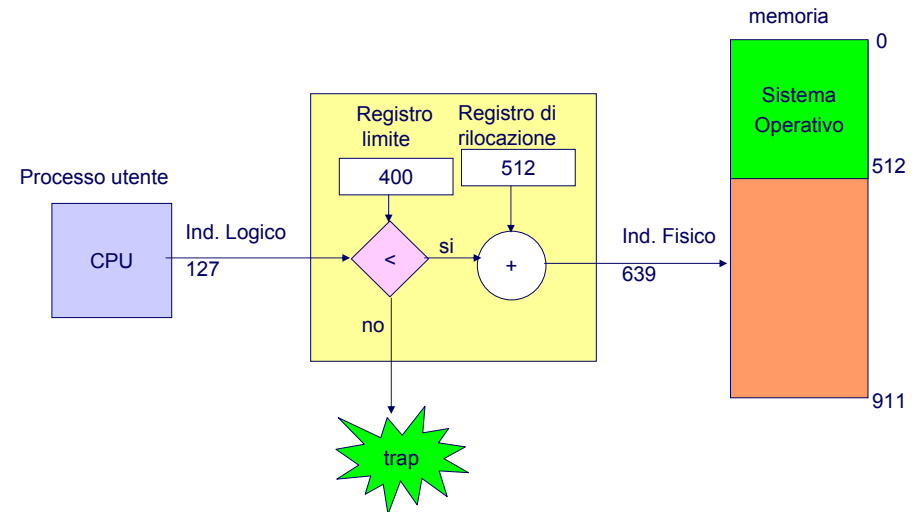 memoria
0
Sistema
Operativo
512
911
Registro
limite
Registro di
rilocazione
400
512
Processo utente
CPU
Ind. Logico
127
<
si
+
Ind. Fisico
639
no
trap